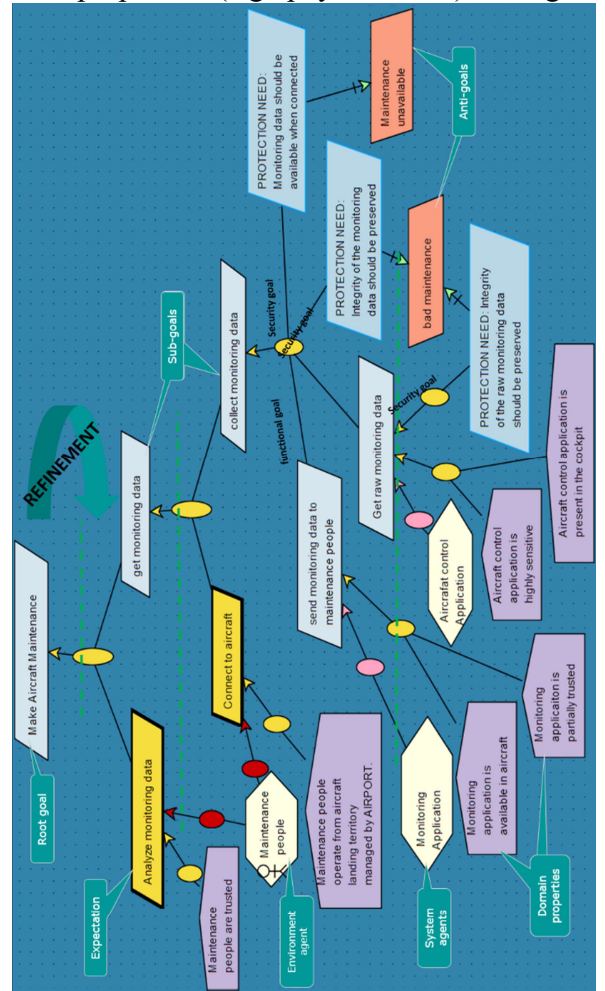 Root goal
Make Aircraft Maintenance
REFINEMENT
Expectation
Analyze monitoring data
get monitoring data
Sub-goals
Maintenance
people are trusted
Maintenance
people
Connect to aircraft
collect monitoring data
Environment
agent
Maintenance people
operate from aircraft
landing territory
managed by AIRPORT.
functional goal
Security goal
Security goal
PROTECTION NEED:
Monitoring data should be
available when connected
send monitoring data to
maintenance people
Get raw monitoring data
PROTECTION NEED:
Integrity of the monitoring
data should be preserved
Maintenance
unavailable
Security goal
System
agents
Monitoring
Application
Aircrafat control
Application
bad maintenance
Anti-goals
Monitoring
application is
available in aircraft
Aircraft control
application is
highly sensitive
PROTECTION NEED: Integrity
of the raw monitoring data
should be preserved
Domain
properties
Monitoring
applicaiton is
partially trusted
Aircraft control application is
present in the cockpit